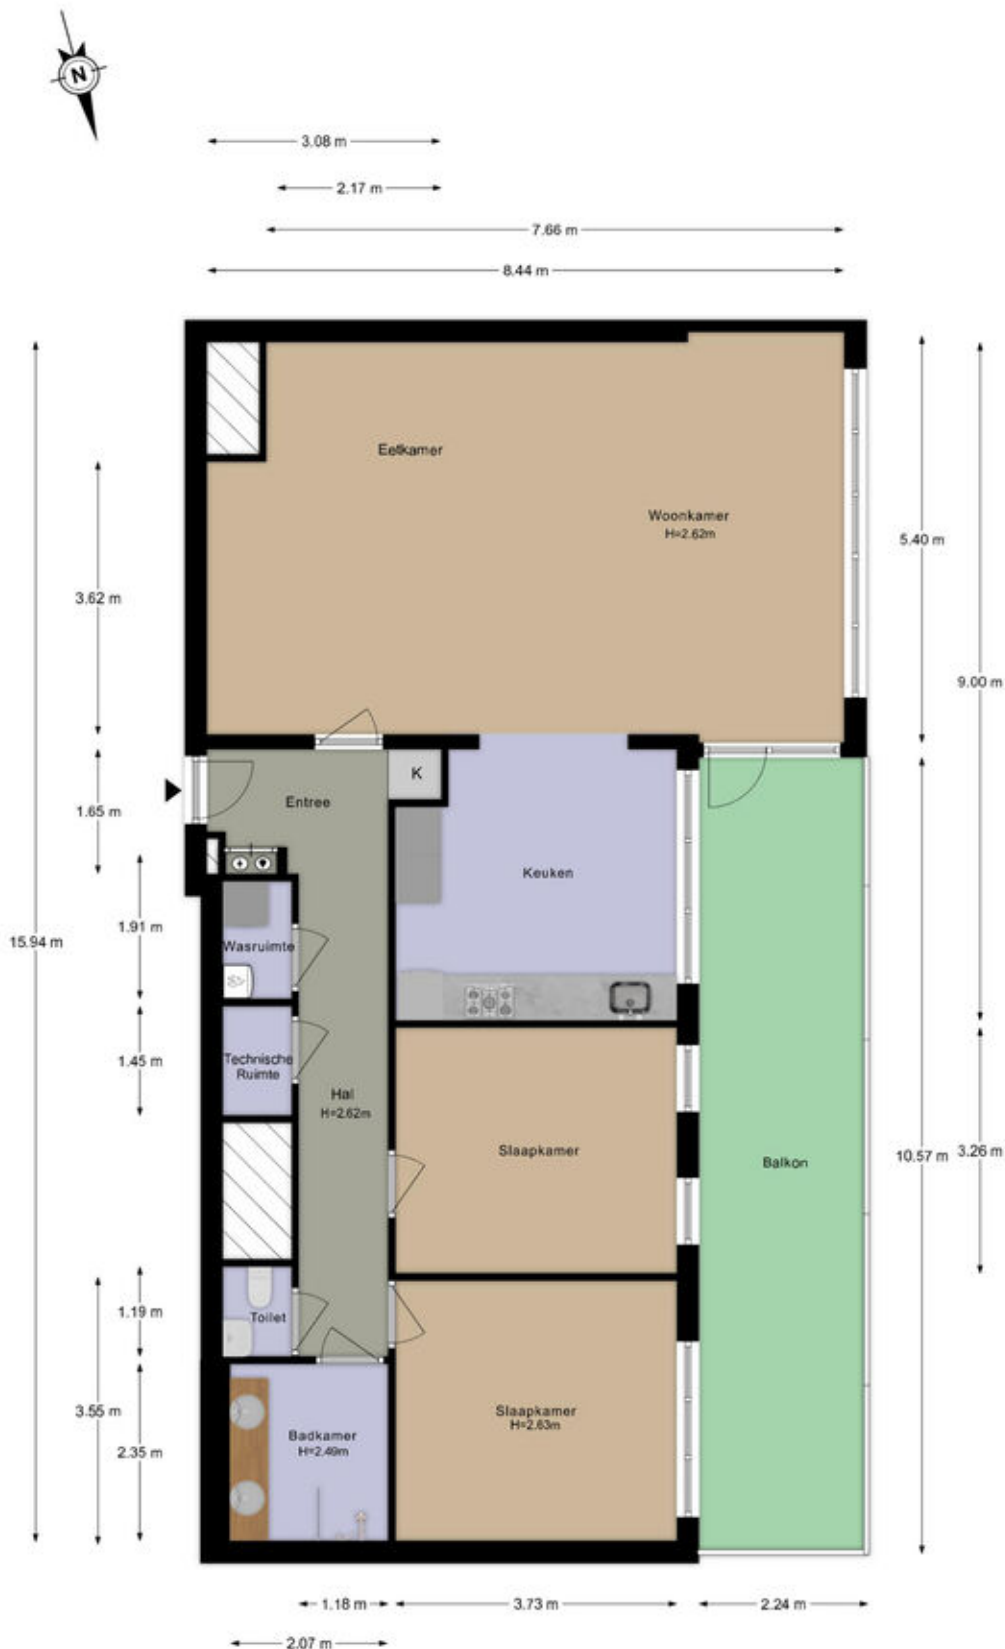 N
3.08 m
2.17 m
7.66 m
8.44 m
Eetkamer
Woonkamer
H=2.62m
5.40 m
3.62 m
9.00 m
K
Entree
1.65 m
Keuken
1.91 m
Wasruimte
15.94 m
1.45 m
Technische
Ruimte
Hal
H=2.62m
Slaapkamer
Balkon
10.57 m
3.26 m
1.19 m
Toilet
3.55 m
Slaapkamer
H=2.63m
Badkamer
H=2.49m
2.35 m
1.18 m
3.73 m
2.24 m
2.07 m